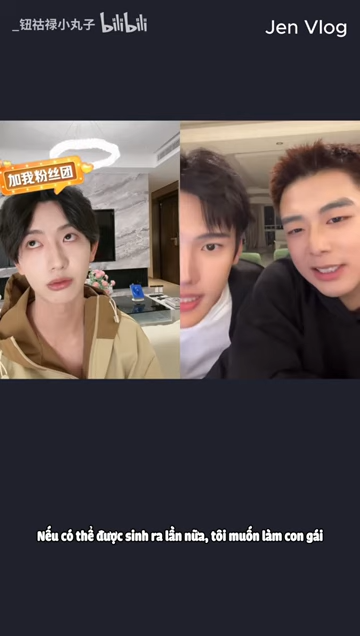 _钮祜禄小丸子 bilibili
Jen Vlog
加我粉丝团
Nếu có thể được sinh ra lần nữa, tôi muốn làm con gái